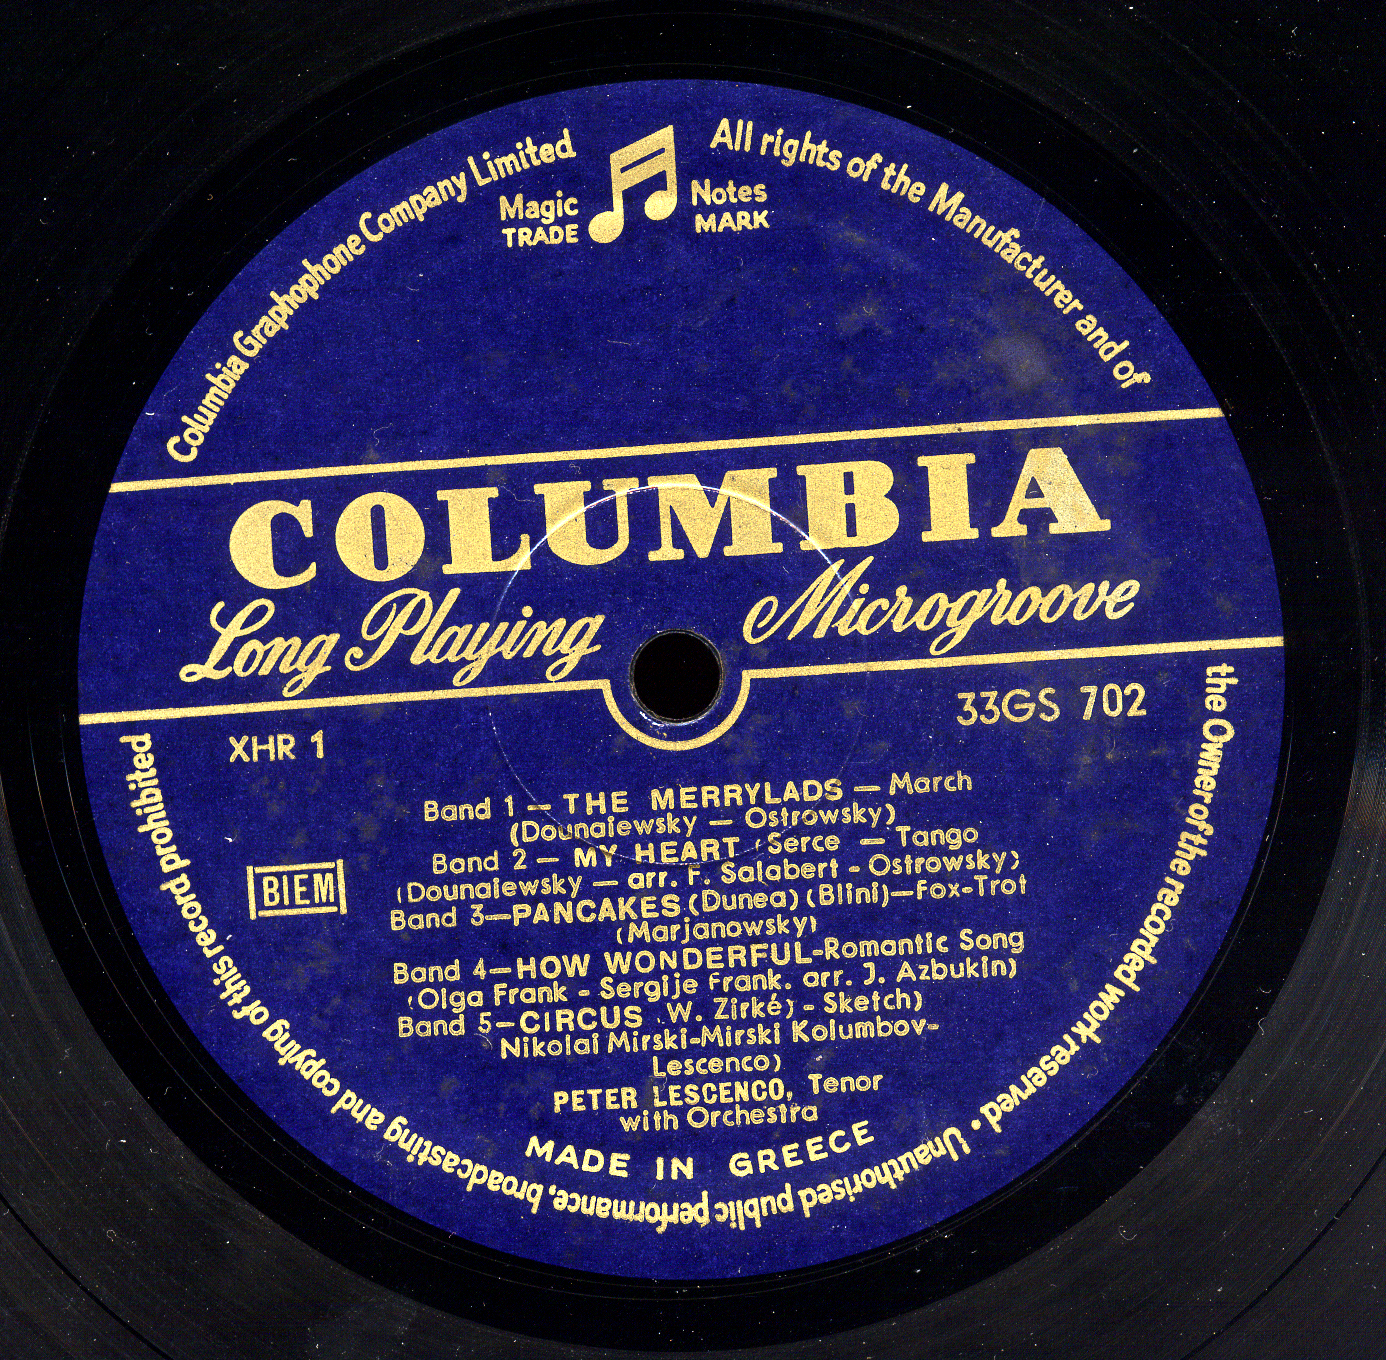 Columbia Graphophone Company Limited
All rights of the Manufacturer and of
the Owner of the recorded work reserved. • Unauthorised public performance, broadcasting and copying of this record prohibited
Magic Notes
TRADE MARK
COLUMBIA
Long Playing Microgroove
33GS 702
XHR 1
BIEM
Band 1 — THE MERRYLADS — March
(Dounaiewsky — Ostrowsky)
Band 2 — MY HEART (Serce — Tango
(Dounaiewsky — arr. F. Salabert - Ostrowsky)
Band 3—PANCAKES (Dunea) (Blini)—Fox-Trot
(Marjanowsky)
Band 4—HOW WONDERFUL-Romantic Song
(Olga Frank - Sergije Frank. arr. J. Azbukin)
Band 5—CIRCUS (W. Zirké) - Sketch)
Nikolai Mirski-Mirski Kolumbov-
Lescenco)
PETER LESCENCO, Tenor
with Orchestra
MADE IN GREECE